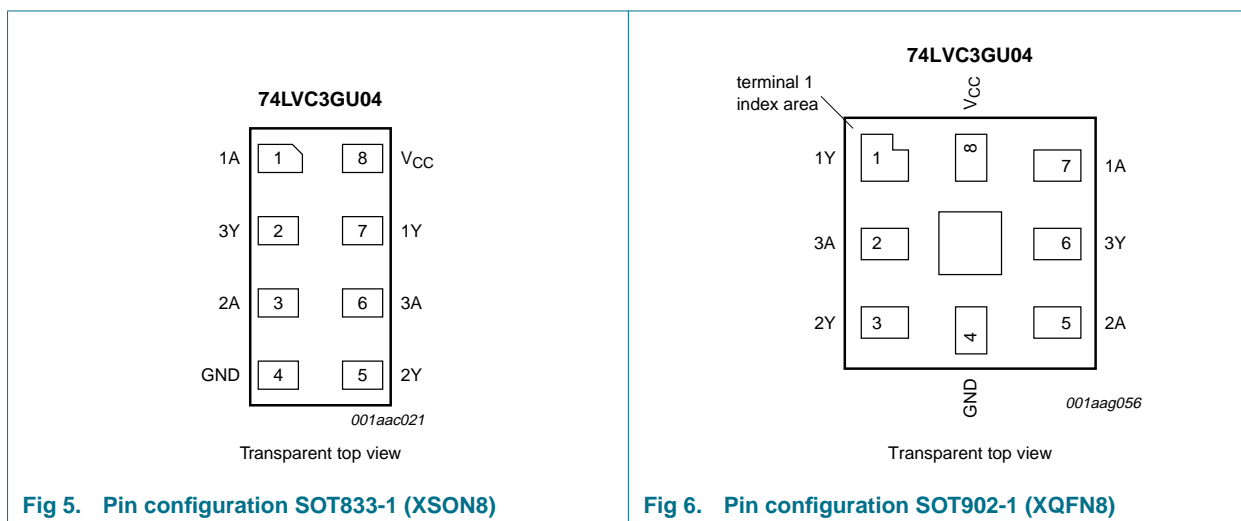 74LVC3GU04
1A 1 8 VCC
3Y 2 7 1Y
2A 3 6 3A
GND 4 5 2Y
001aac021
Transparent top view
Fig 5. Pin configuration SOT833-1 (XSON8)
74LVC3GU04
terminal 1
index area
VCC
1Y 1 8 7 1A
3A 2 6 3Y
2Y 3 4 5 2A
GND
001aag056
Transparent top view
Fig 6. Pin configuration SOT902-1 (XQFN8)